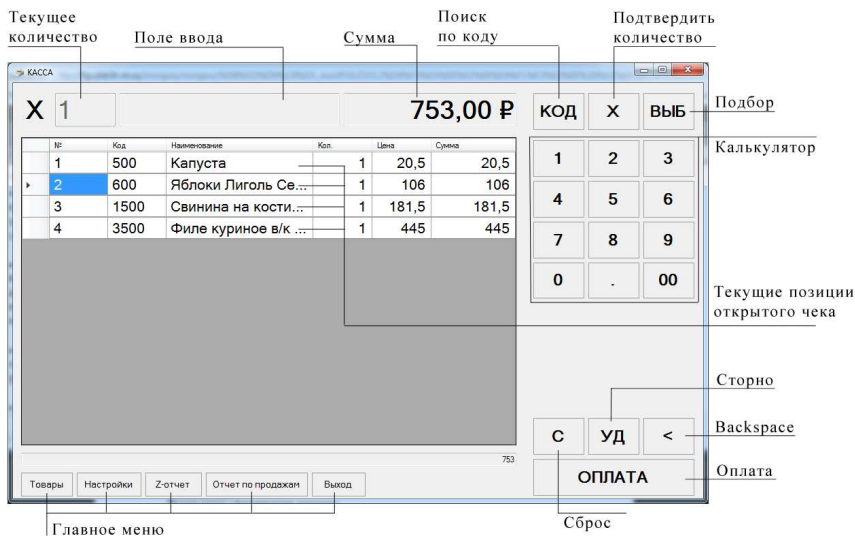 Текущее
количество
Поле ввода
Сумма
Поиск
по коду
Подтвердить
количество
КАССА
X 1 753,00 ₽ КОД X ВЫБ
Подбор
Калькулятор
№ Код Наименование Кол. Цена Сумма
1 500 Капуста 1 20,5 20,5
2 600 Яблоки Лиголь Се... 1 106 106
3 1500 Свинина на кости... 1 181,5 181,5
4 3500 Филе куриное в/к ... 1 445 445
1 2 3
4 5 6
7 8 9
0 . 00
Текущие позиции
открытого чека
Сторно
C УД <
Backspace
753
ОПЛАТА
Оплата
Товары Настройки Z-отчет Отчет по продажам Выход
Главное меню
Сброс